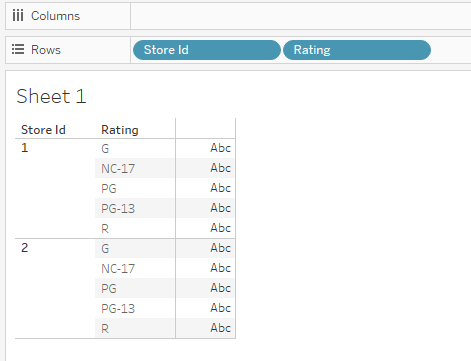 Columns
Rows Store Id Rating
Sheet 1
Store Id Rating
1 G Abc
NC-17 Abc
PG Abc
PG-13 Abc
R Abc
2 G Abc
NC-17 Abc
PG Abc
PG-13 Abc
R Abc